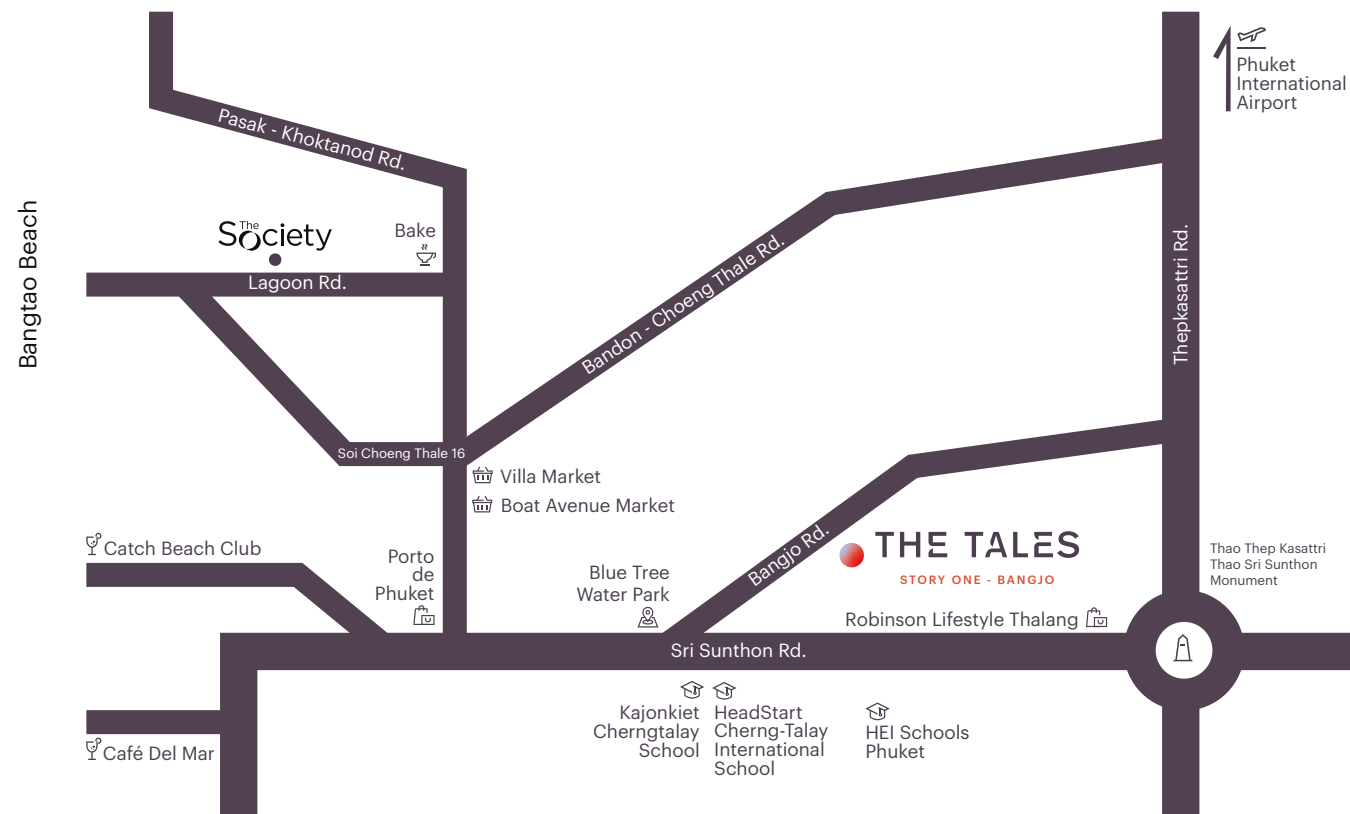 Phuket
International
Airport
Pasak - Khoktanod Rd.
Bangtao Beach
The
Society
Bake
Lagoon Rd.
Bandon - Choeng Thale Rd.
Thepkasattri Rd.
Soi Choeng Thale 16
Villa Market
Boat Avenue Market
Catch Beach Club
Porto
de
Phuket
Blue Tree
Water Park
Bangjo Rd.
THE TALES
STORY ONE - BANGJO
Thao Thep Kasattri
Thao Sri Sunthon
Monument
Robinson Lifestyle Thalang
Sri Sunthon Rd.
Kajonkiet
Cherngtalay
School
HeadStart
Cherng-Talay
International
School
HEI Schools
Phuket
Café Del Mar